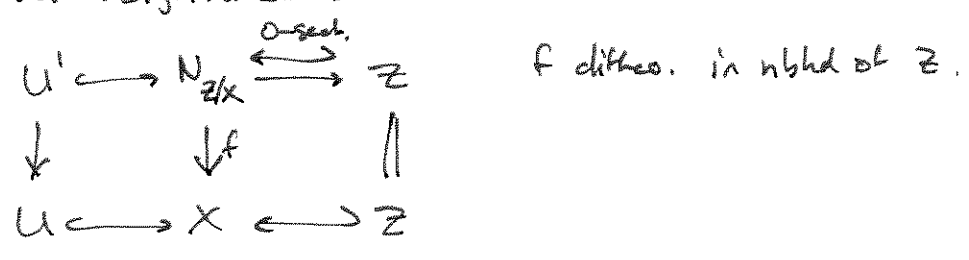 0-sect.
U' ↪ N_{Z/X} → Z f diffeo. in nbhd of Z.
↓ ↓f ||
U ↪ X ↩ Z